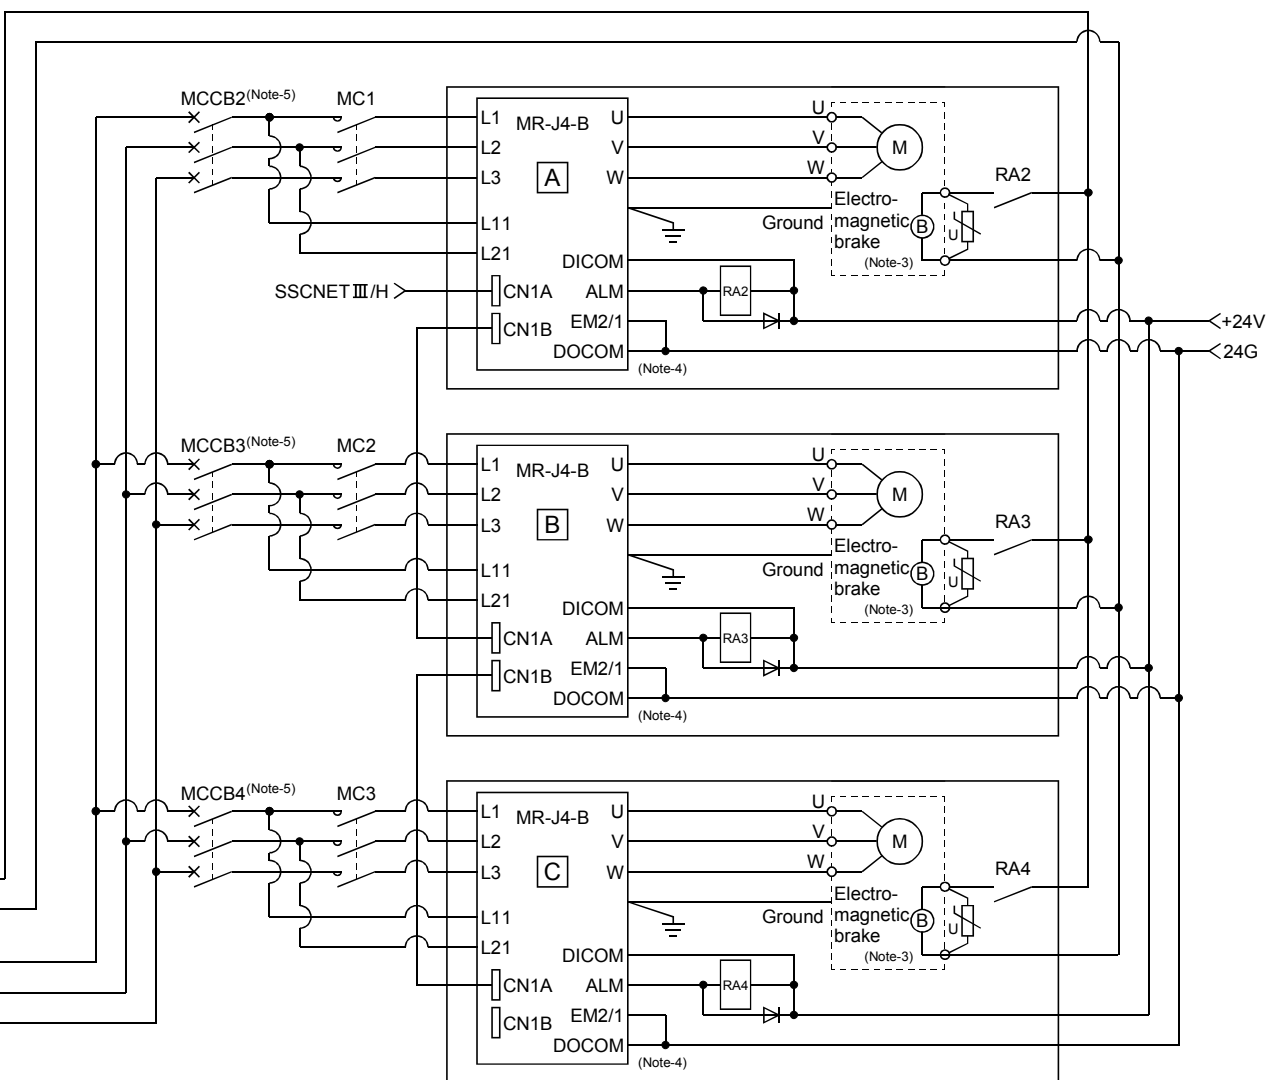 MCCB2(Note-5) MC1
L1 MR-J4-B U U
L2 V V M
L3 A W W
RA2
L11 Ground Electro-
magnetic B U
brake
(Note-3)
L21 DICOM
SSCNETⅢ/H CN1A ALM RA2
CN1B EM2/1 +24V
DOCOM (Note-4) 24G
MCCB3(Note-5) MC2
L1 MR-J4-B U U
L2 V V M
L3 B W W
RA3
L11 Ground Electro-
magnetic B U
brake
(Note-3)
L21 DICOM
CN1A ALM RA3
CN1B EM2/1
DOCOM (Note-4)
MCCB4(Note-5) MC3
L1 MR-J4-B U U
L2 V V M
L3 C W W
RA4
L11 Ground Electro-
magnetic B U
brake
(Note-3)
L21 DICOM
CN1A ALM RA4
CN1B EM2/1
DOCOM (Note-4)